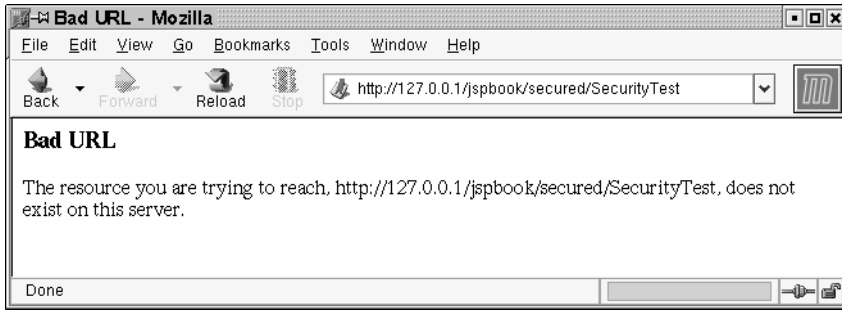 Bad URL - Mozilla
File Edit View Go Bookmarks Tools Window Help
Back Forward Reload Stop http://127.0.0.1/jspbook/secured/SecurityTest
Bad URL
The resource you are trying to reach, http://127.0.0.1/jspbook/secured/SecurityTest, does not
exist on this server.
Done